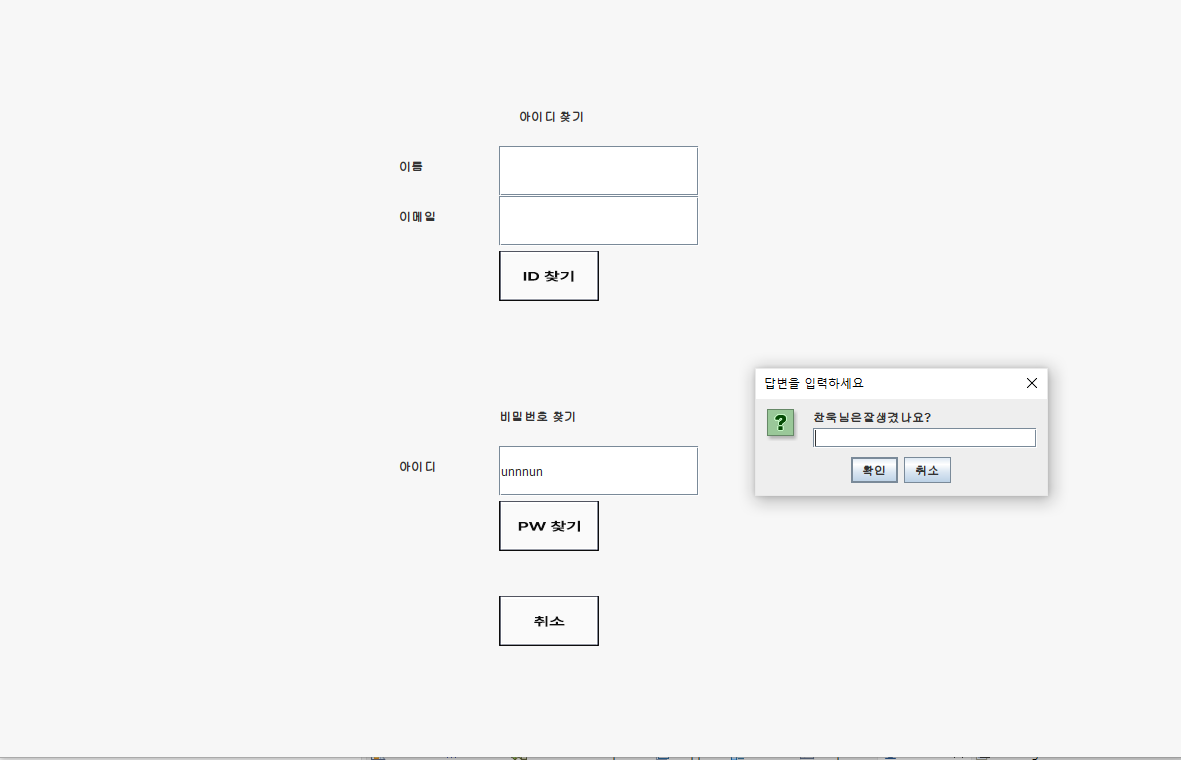 아이디 찾기
이름
이메일
ID 찾기
비밀번호 찾기
아이디
unnnun
PW 찾기
취소
답변을 입력하세요
?
찬욱님은잘생겼나요?
확인
취소